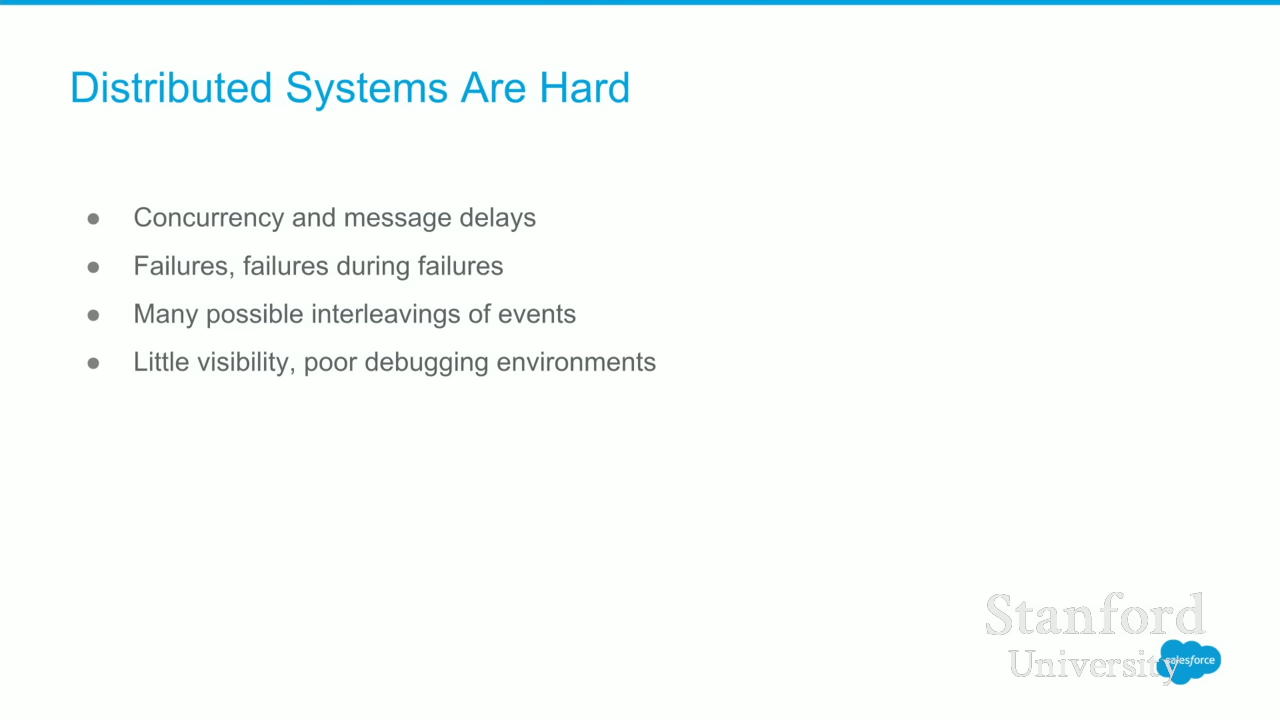 Distributed Systems Are Hard
● Concurrency and message delays
● Failures, failures during failures
● Many possible interleavings of events
● Little visibility, poor debugging environments
Stanford
University
salesforce